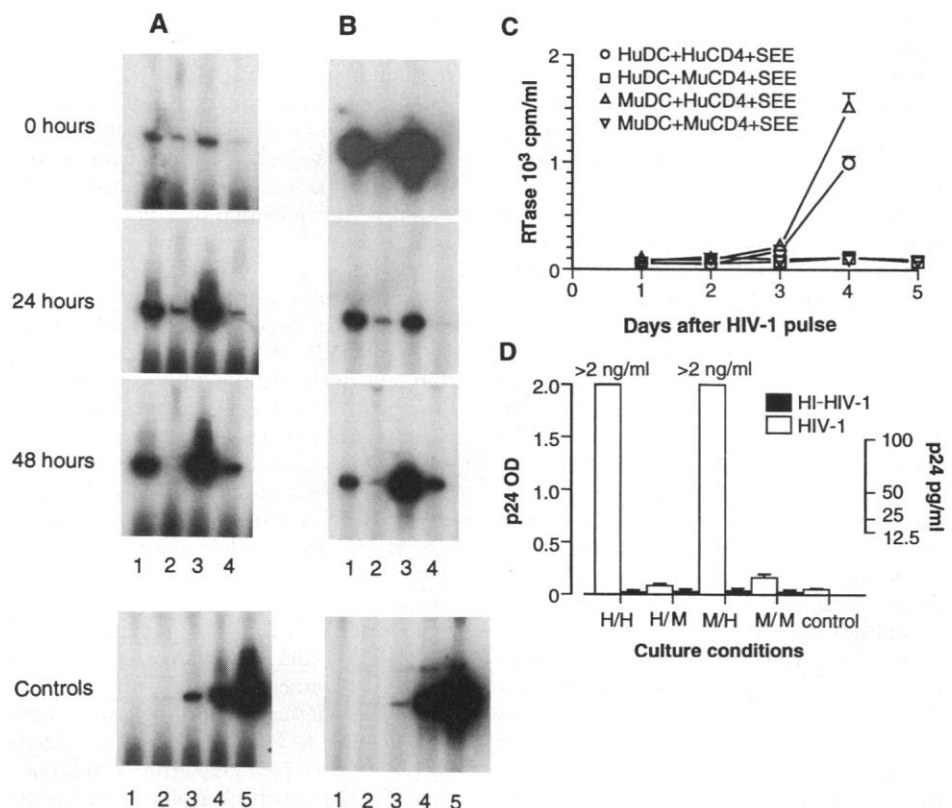 A
B
0 hours
24 hours
48 hours
1 2 3 4
1 2 3 4
Controls
1 2 3 4 5
1 2 3 4 5
C
HuDC+HuCD4+SEE
HuDC+MuCD4+SEE
MuDC+HuCD4+SEE
MuDC+MuCD4+SEE
RTase 10³ cpm/ml
2
1
0
0 1 2 3 4 5
Days after HIV-1 pulse
D
>2 ng/ml >2 ng/ml
HI-HIV-1
HIV-1
p24 OD
2.0
1.5
1.0
0.5
0
100
50
25
12.5
p24 pg/ml
H/H H/M M/H M/M control
Culture conditions